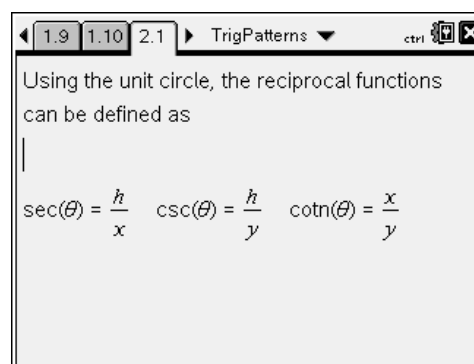 1.9 1.10 2.1 TrigPatterns ctrl
Using the unit circle, the reciprocal functions
can be defined as
sec(θ) = h/x csc(θ) = h/y cotn(θ) = x/y